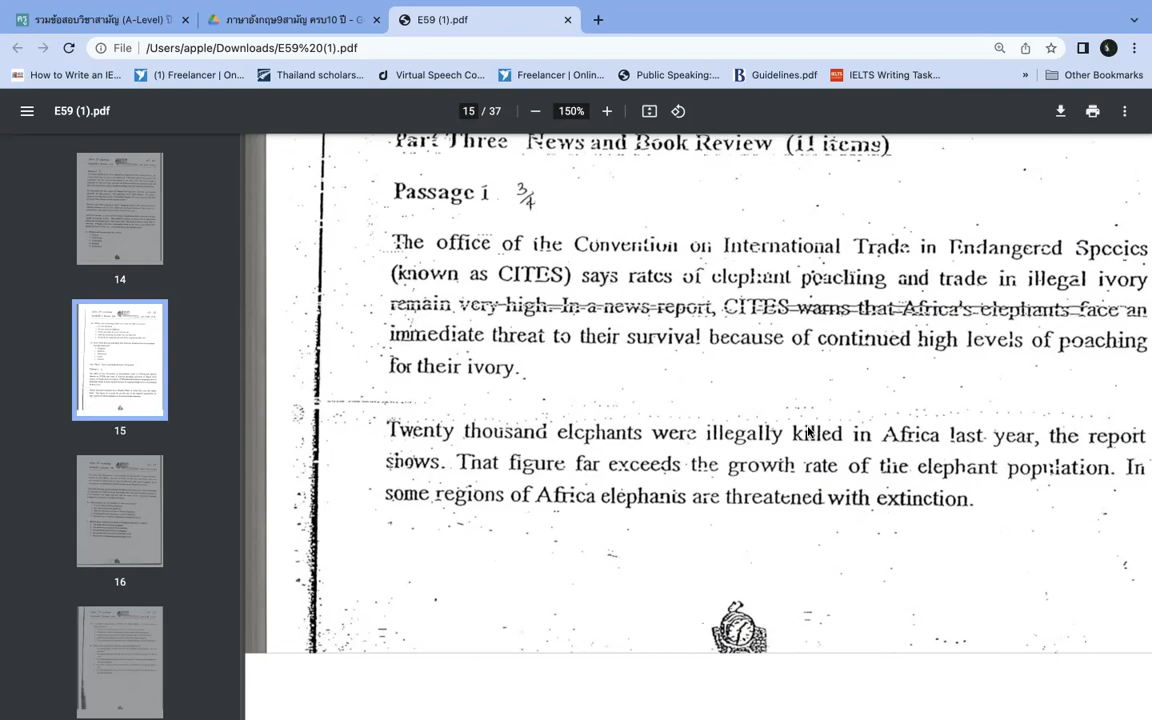 รวมข้อสอบวิชาสามัญ (A-Level) ปี
ภาษาอังกฤษ9สามัญ ครบ10 ปี - G
E59 (1).pdf
File /Users/apple/Downloads/E59%20(1).pdf
How to Write an IE... (1) Freelancer | On... Thailand scholars... Virtual Speech Co... Freelancer | Onlin... Public Speaking:... Guidelines.pdf IELTS Writing Task... » Other Bookmarks
E59 (1).pdf 15 / 37 150%
14
15
16
Part Three News and Book Review (11 items)
Passage 1 3/4
The office of the Convention on International Trade in Endangered Species
(known as CITES) says rates of elephant poaching and trade in illegal ivory
remain very high. In a news report, CITES warns that Africa's elephants face an
immediate threat to their survival because of continued high levels of poaching
for their ivory.
Twenty thousand elephants were illegally killed in Africa last year, the report
shows. That figure far exceeds the growth rate of the elephant population. In
some regions of Africa elephants are threatened with extinction.